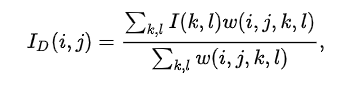 I_D(i, j) = \frac{\sum_{k,l} I(k, l) w(i, j, k, l)}{\sum_{k,l} w(i, j, k, l)},